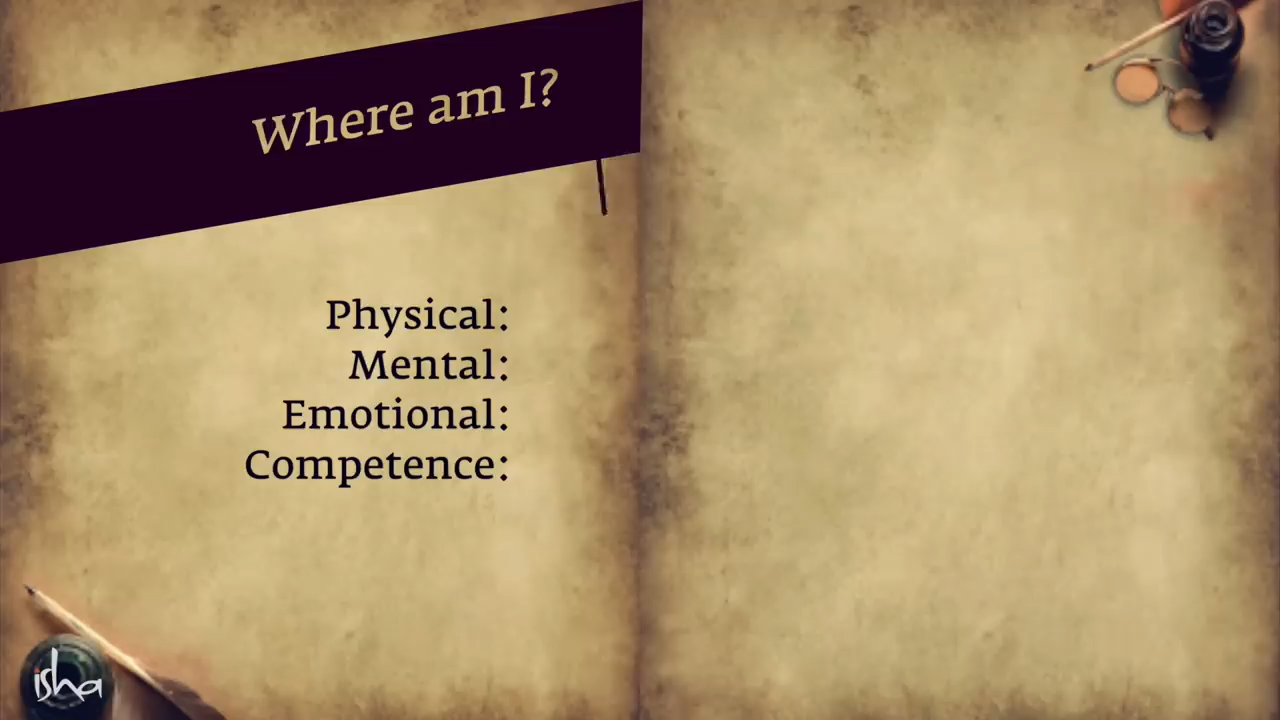 Where am I?
Physical:
Mental:
Emotional:
Competence:
isha